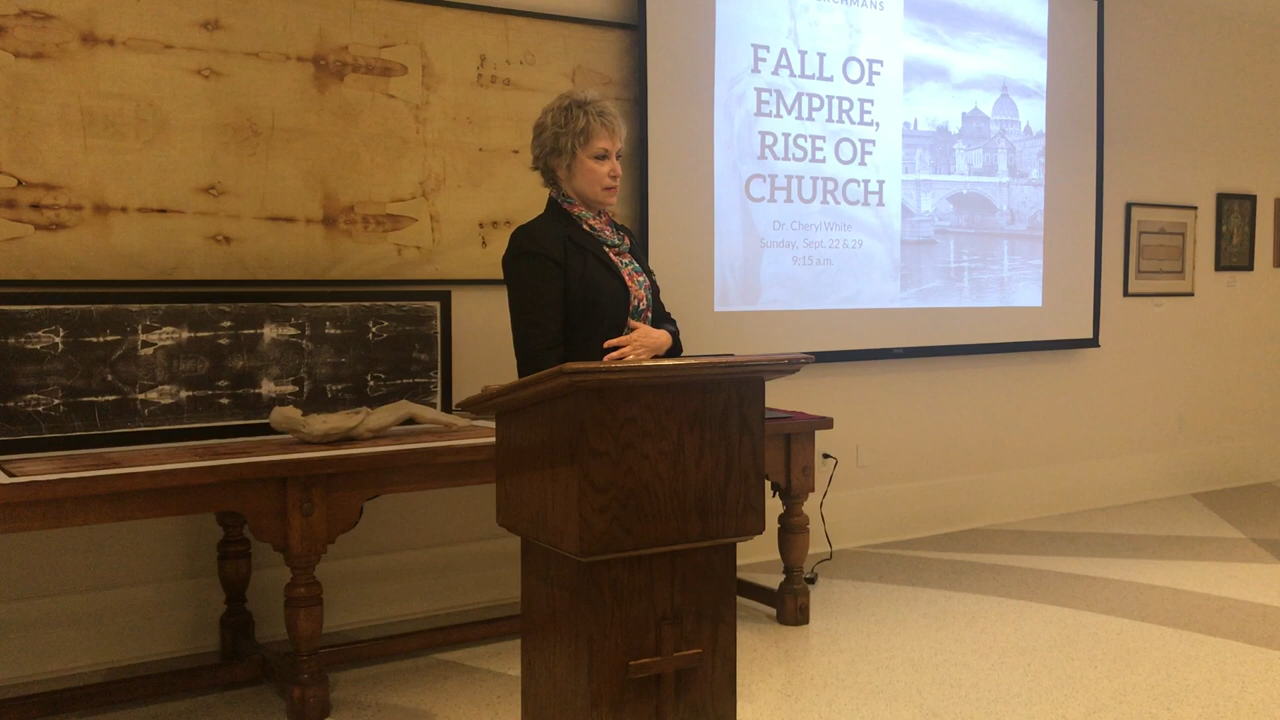 FALL OF
EMPIRE,
RISE OF
CHURCH
Dr. Cheryl White
Sunday, Sept. 22 & 29
9:15 a.m.